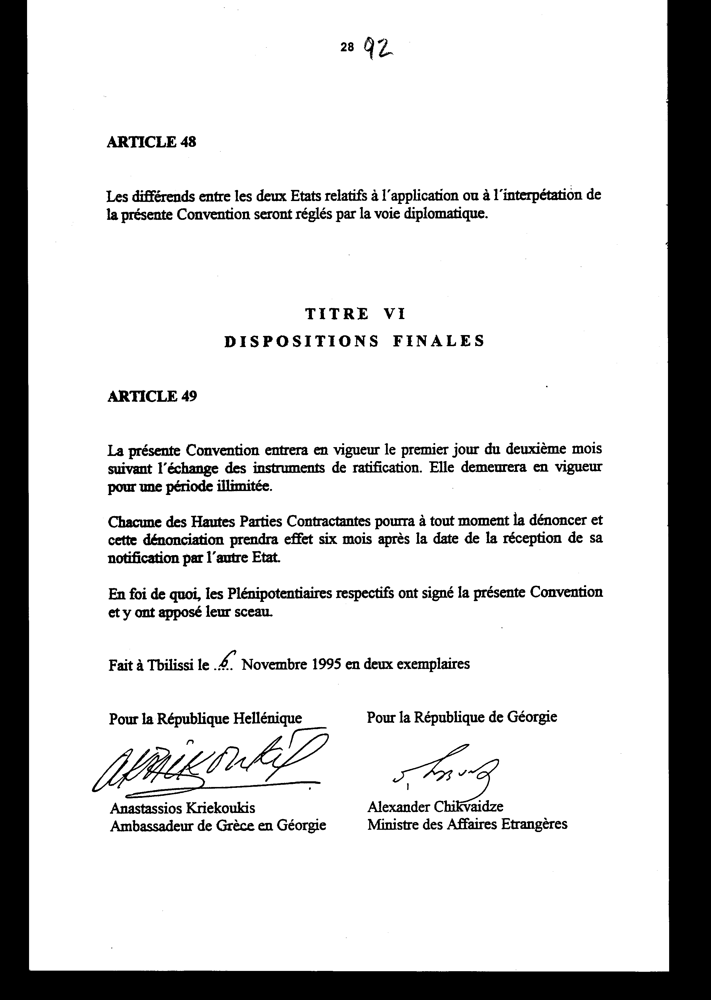 28 92
ARTICLE 48
Les différends entre les deux Etats relatifs à l´application ou à l´interpétation de
la présente Convention seront réglés par la voie diplomatique.
TITRE VI
DISPOSITIONS FINALES
ARTICLE 49
La présente Convention entrera en vigueur le premier jour du deuxième mois
suivant l´échange des instruments de ratification. Elle demeurera en vigueur
pour une période illimitée.
Chacune des Hautes Parties Contractantes pourra à tout moment la dénoncer et
cette dénonciation prendra effet six mois après la date de la réception de sa
notification par l´autre Etat.
En foi de quoi, les Plénipotentiaires respectifs ont signé la présente Convention
et y ont apposé leur sceau.
Fait à Tbilissi le .6. Novembre 1995 en deux exemplaires
Pour la République Hellénique
Pour la République de Géorgie
Anastassios Kriekoukis
Ambassadeur de Grèce en Géorgie
Alexander Chikvaidze
Ministre des Affaires Etrangères